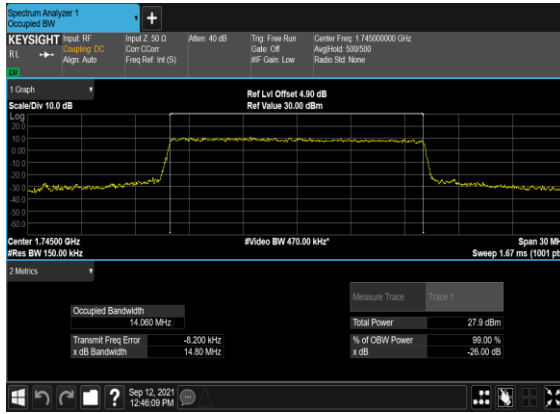 Spectrum Analyzer 1
Occupied BW
KEYSIGHT
RL
Input: RF
Coupling: DC
Align: Auto
Input Z: 50 Ω
Corr CCorr
Freq Ref: Int (S)
Atten: 40 dB
Trig: Free Run
Gate: Off
#IF Gain: Low
Center Freq: 1.745000000 GHz
Avg|Hold: 500/500
Radio Std: None
1 Graph
Scale/Div 10.0 dB
Ref Lvl Offset 4.90 dB
Ref Value 30.00 dBm
Log
20.0
10.0
0.00
-10.0
-20.0
-30.0
-40.0
-50.0
-60.0
Center 1.74500 GHz
#Res BW 150.00 kHz
#Video BW 470.00 kHz*
Span 30 MH
Sweep 1.67 ms (1001 pts
2 Metrics
Measure Trace
Trace 1
Occupied Bandwidth
14.060 MHz
Total Power
27.9 dBm
Transmit Freq Error
-8.200 kHz
% of OBW Power
99.00 %
x dB Bandwidth
14.80 MHz
x dB
-26.00 dB
?
Sep 12, 2021
12:46:09 PM